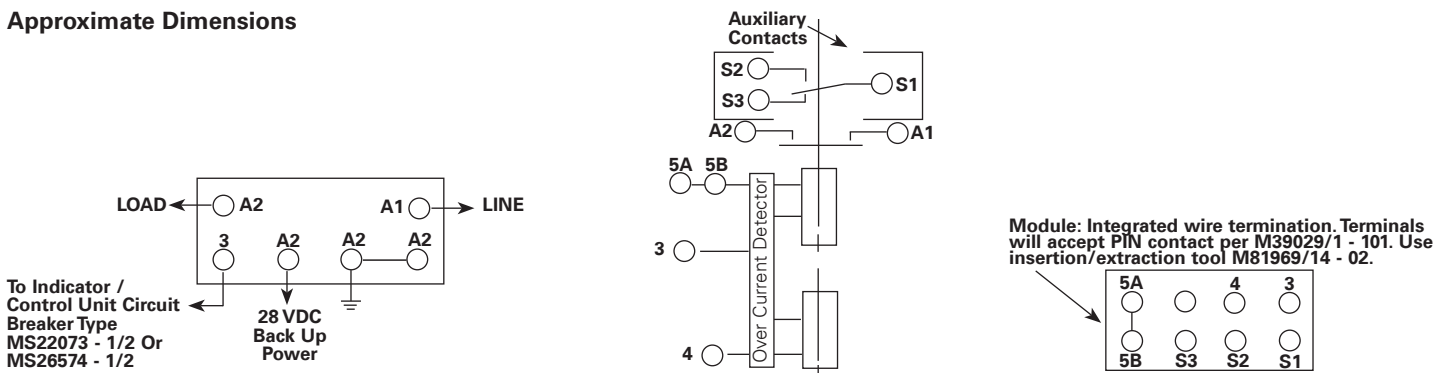 Approximate Dimensions
Auxiliary
Contacts
S2
S1
S3
A2
A1
5A 5B
Over Current Detector
3
4
LOAD
A2
A1
LINE
3
A2
A2
A2
To Indicator /
Control Unit Circuit
Breaker Type
MS22073 - 1/2 Or
MS26574 - 1/2
28 VDC
Back Up
Power
Module: Integrated wire termination. Terminals
will accept PIN contact per M39029/1 - 101. Use
insertion/extraction tool M81969/14 - 02.
5A
4
3
5B
S3
S2
S1